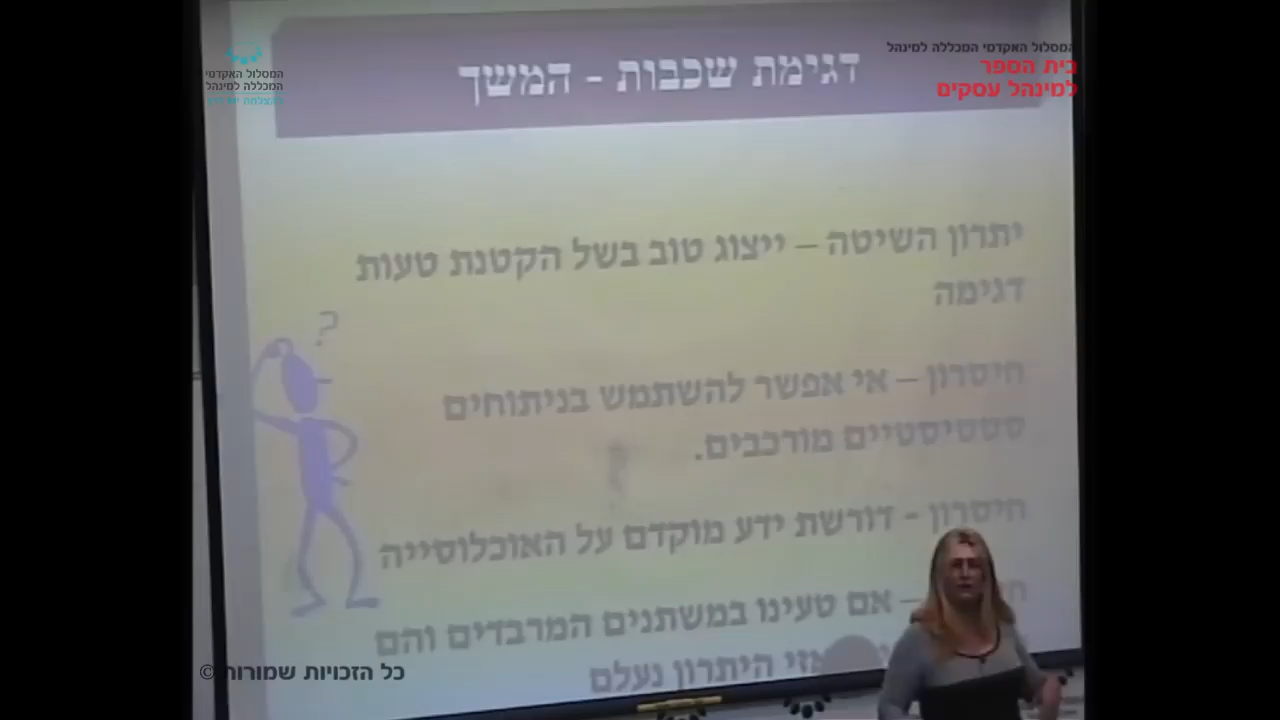 המסלול האקדמי המכללה למינהל
בית הספר
למינהל עסקים
המסלול האקדמי
המכללה למינהל
דגימת שכבות - המשך
יתרון השיטה – ייצוג טוב בשל הקטנת טעות
דגימה
?
חיסרון – אי אפשר להשתמש בניתוחים
סטטיסטיים מורכבים.
חיסרון - דורשת ידע מוקדם על האוכלוסייה
– אם טעינו במשתנים המרבדים והם
אזי היתרון נעלם
כל הזכויות שמורות ©